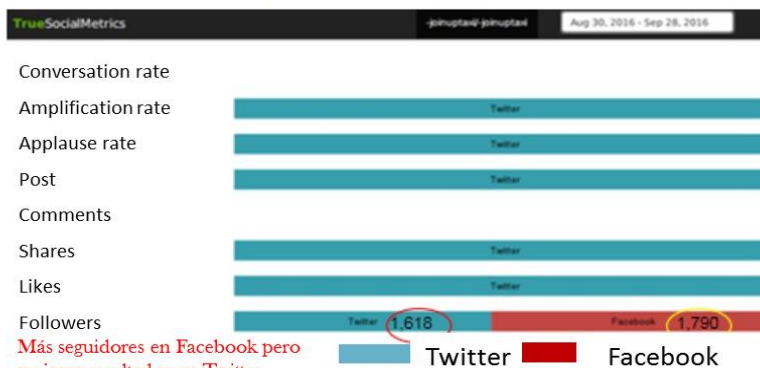 TrueSocialMetrics -joinuptaxi/-joinuptaxi Aug 30, 2016 - Sep 28, 2016
Conversation rate
Amplification rate Twitter
Applause rate Twitter
Post Twitter
Comments
Shares Twitter
Likes Twitter
Followers Twitter 1,618 Facebook 1,790
Más seguidores en Facebook pero
Twitter Facebook